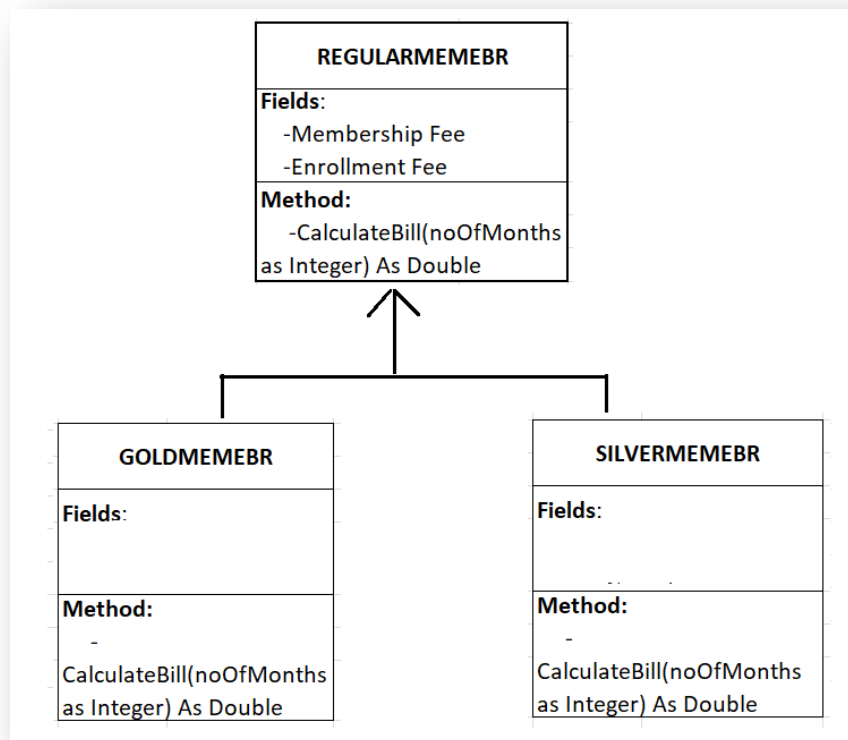 REGULARMEMEBR
Fields:
-Membership Fee
-Enrollment Fee
Method:
-CalculateBill(noOfMonths
as Integer) As Double
GOLDMEMEBR
Fields:
Method:
-
CalculateBill(noOfMonths
as Integer) As Double
SILVERMEMEBR
Fields:
Method:
-
CalculateBill(noOfMonths
as Integer) As Double